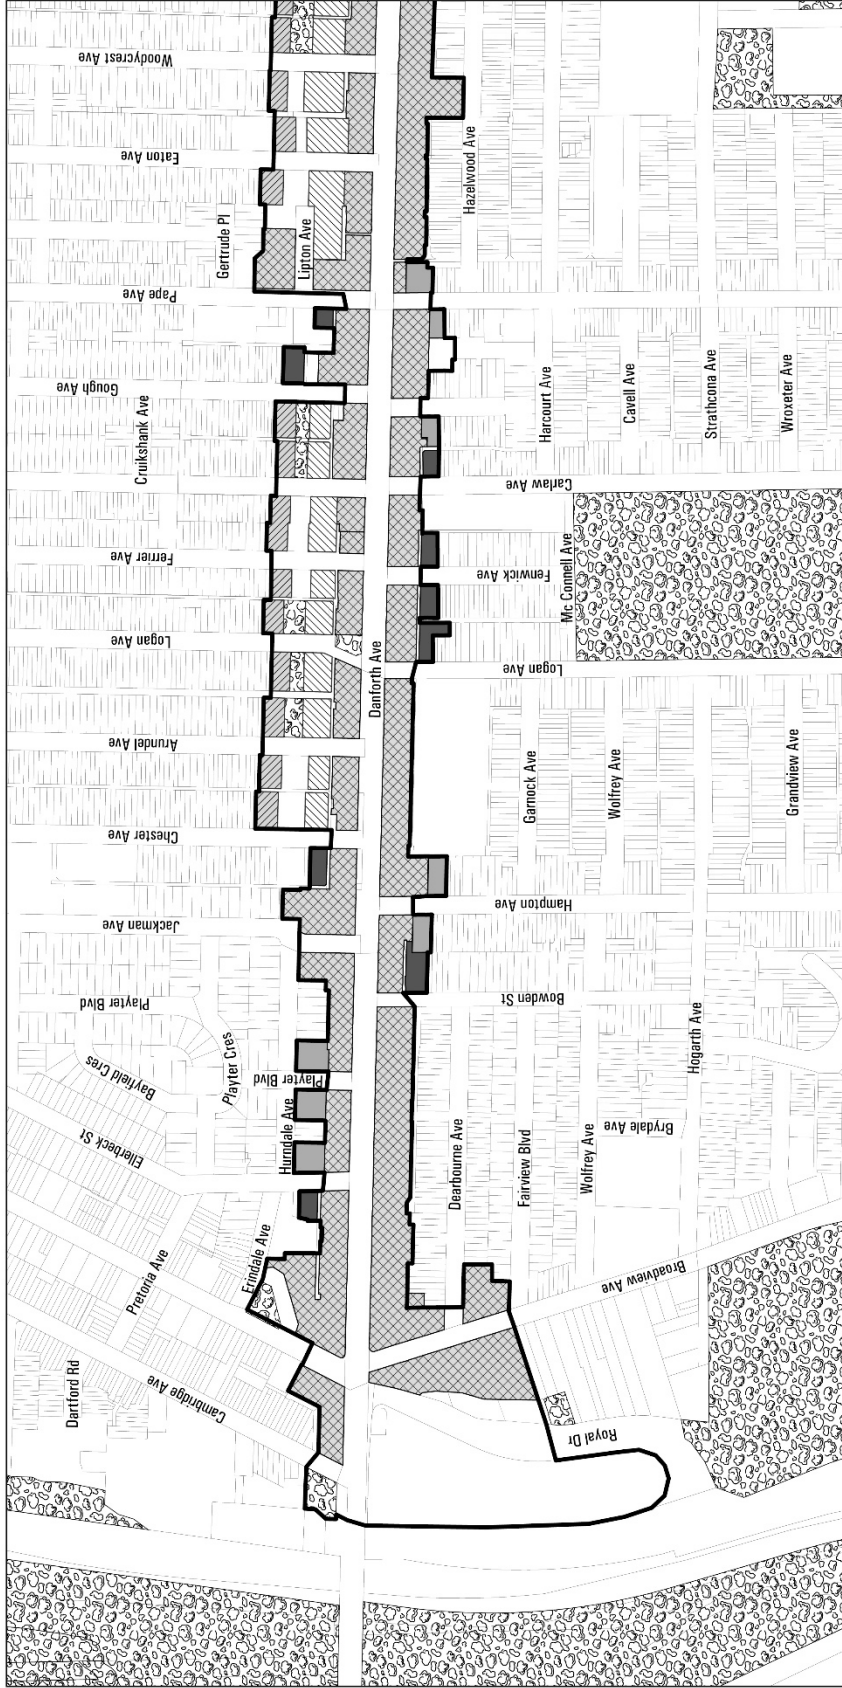 Woodycrest Ave
Eaton Ave
Gertrude Pl
Lipton Ave
Hazelwood Ave
Pape Ave
Gough Ave
Cruikshank Ave
Harcourt Ave
Cavell Ave
Strathcona Ave
Wroxeter Ave
Carlaw Ave
Ferrier Ave
Fenwick Ave
Mc Connell Ave
Logan Ave
Danforth Ave
Logan Ave
Arundel Ave
Garnock Ave
Wolfrey Ave
Grandview Ave
Chester Ave
Hampton Ave
Jackman Ave
Playter Blvd
Bowden St
Hogarth Ave
Bayfield Cres
Playter Cres
Playter Blvd
Ellerbeck St
Hurndale Ave
Dearbourne Ave
Fairview Blvd
Wolfrey Ave
Brydale Ave
Pretoria Ave
Erindale Ave
Broadview Ave
Dartford Rd
Cambridge Ave
Royal Dr